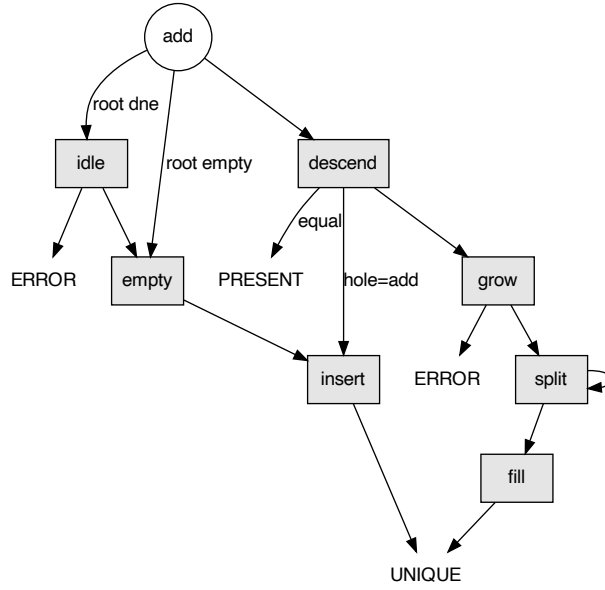 add
root dne
idle
root empty
descend
equal
ERROR
empty
PRESENT
hole=add
grow
insert
ERROR
split
fill
UNIQUE